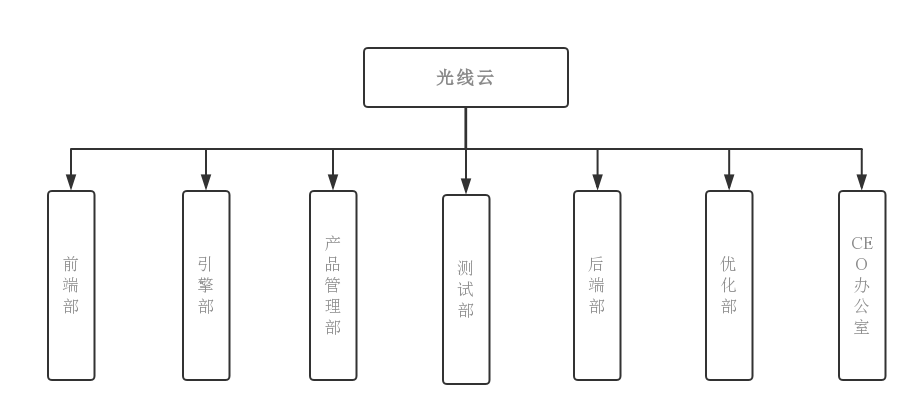 光线云
前端部
引擎部
产品管理部
测试部
后端部
优化部
CEO办公室